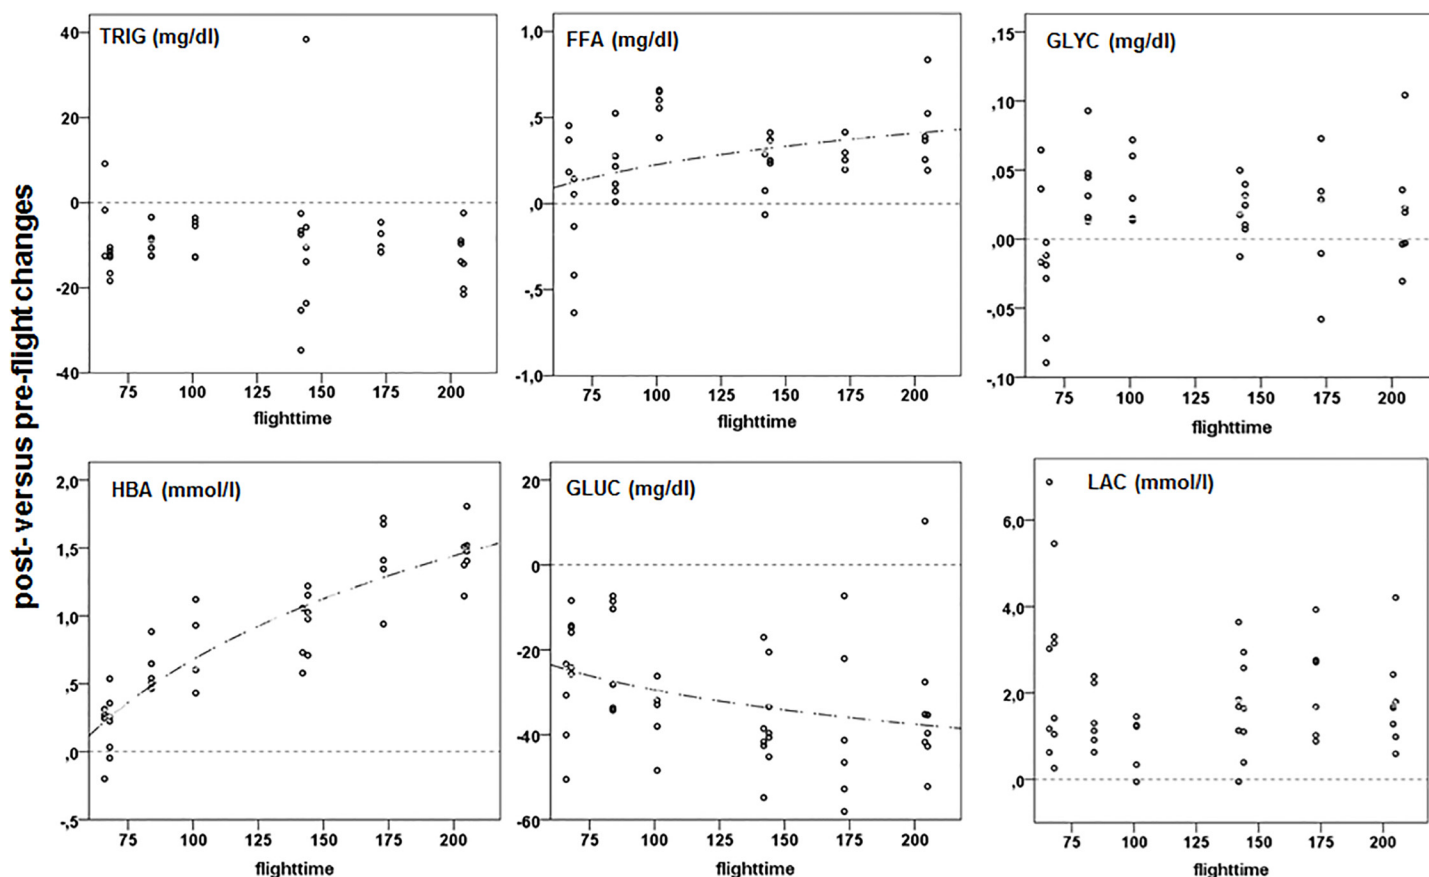 post- versus pre-flight changes
TRIG (mg/dl)
40
20
0
-20
-40
75 100 125 150 175 200
flighttime
FFA (mg/dl)
1,0
,5
,0
-,5
-1,0
75 100 125 150 175 200
flighttime
GLYC (mg/dl)
,15
,10
,05
,00
-,05
-,10
75 100 125 150 175 200
flighttime
HBA (mmol/l)
2,0
1,5
1,0
,5
,0
-,5
75 100 125 150 175 200
flighttime
GLUC (mg/dl)
20
0
-20
-40
-60
75 100 125 150 175 200
flighttime
LAC (mmol/l)
6,0
4,0
2,0
,0
75 100 125 150 175 200
flighttime